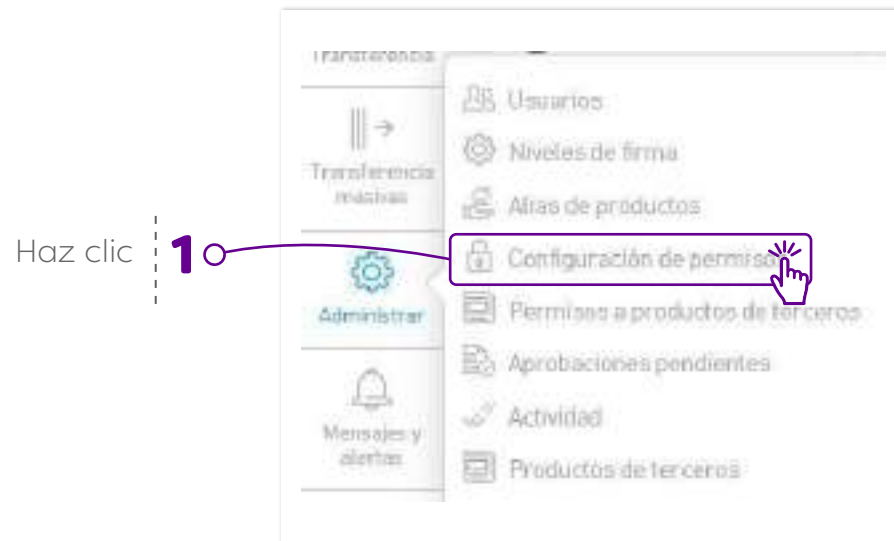 Transferencia
Usuarios
Niveles de firma
Transferencia
masivas
Alias de productos
Haz clic
1
Configuración de permiso
Administrar
Permisos a productos de terceros
Aprobaciones pendientes
Mensajes y
alertas
Actividad
Productos de terceros